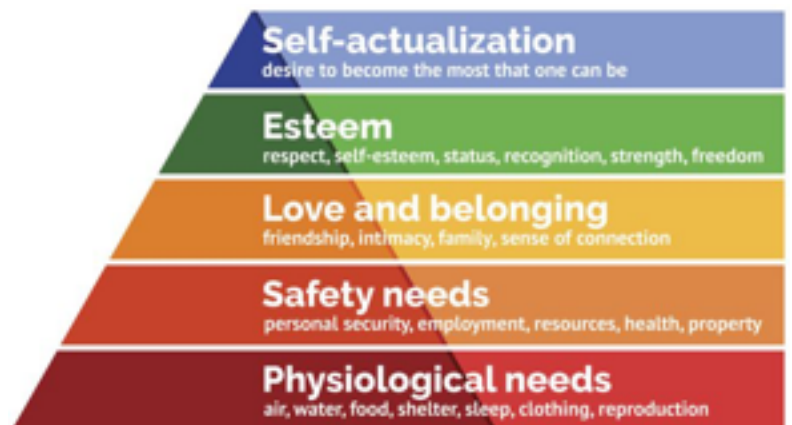 Self-actualization
desire to become the most that one can be
Esteem
respect, self-esteem, status, recognition, strength, freedom
Love and belonging
friendship, intimacy, family, sense of connection
Safety needs
personal security, employment, resources, health, property
Physiological needs
air, water, food, shelter, sleep, clothing, reproduction